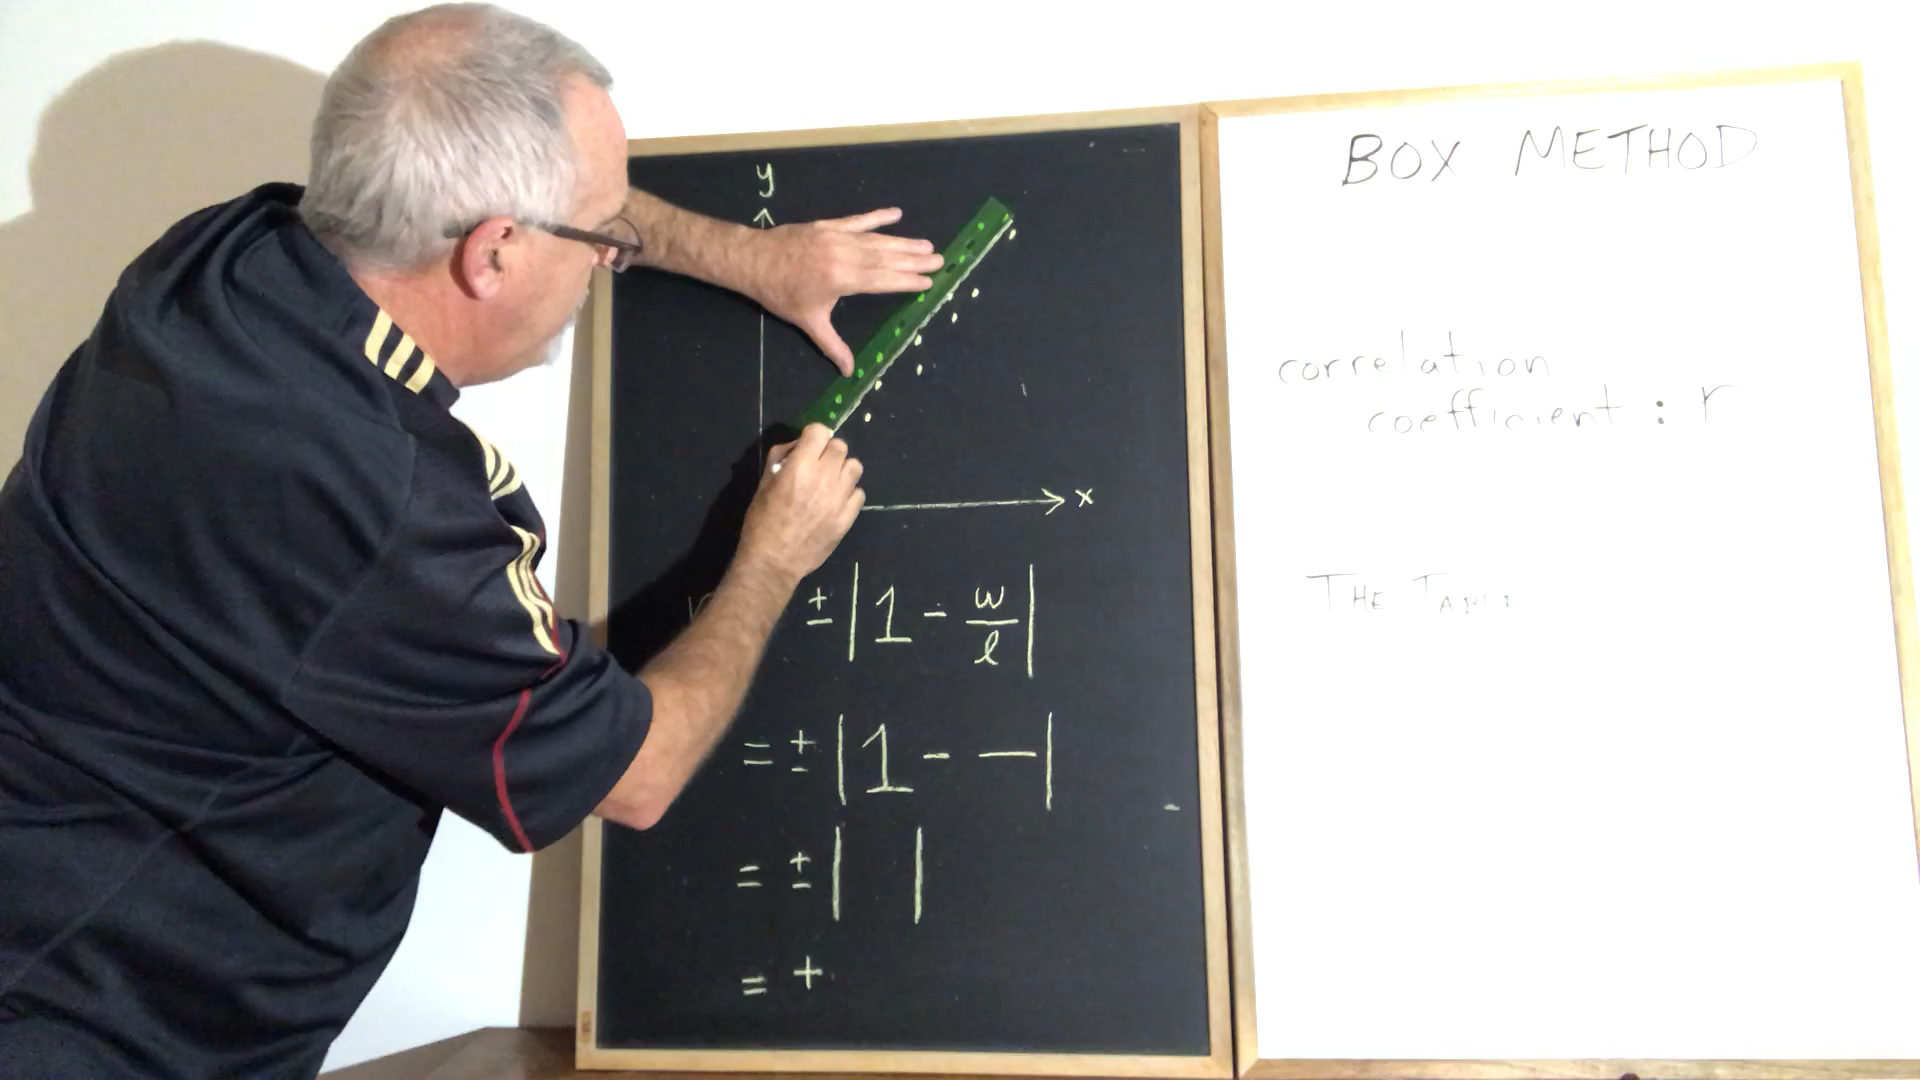 y
x
± | 1 - w/l |
= ± | 1 - — |
= ± |   |
= +
BOX METHOD
correlation
coefficient : r
THE